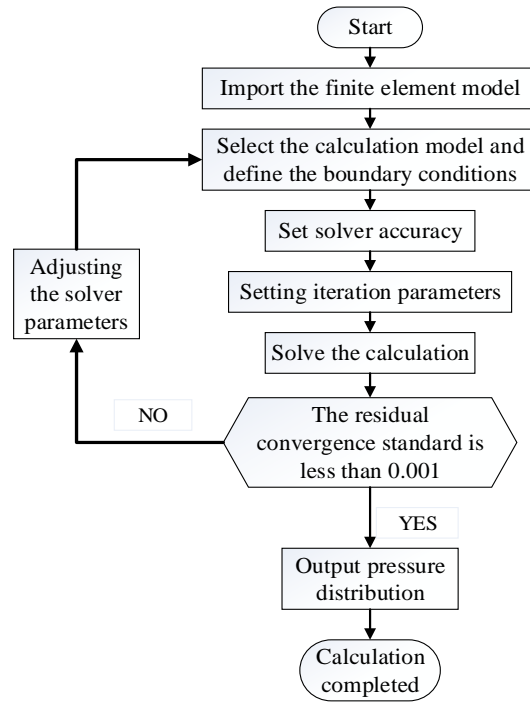 Start
Import the finite element model
Select the calculation model and
define the boundary conditions
Set solver accuracy
Adjusting
the solver
parameters
Setting iteration parameters
Solve the calculation
NO
The residual
convergence standard is
less than 0.001
YES
Output pressure
distribution
Calculation
completed